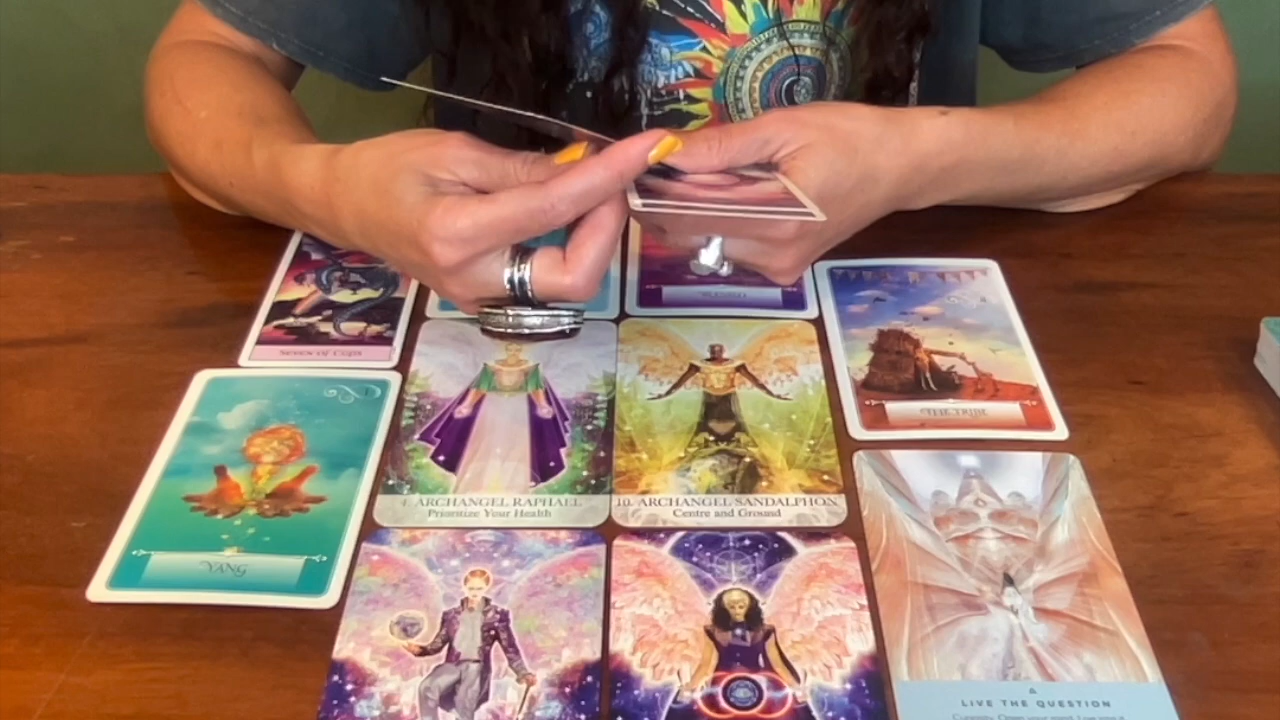 Seven of Cups
THE TRIBE
4. ARCHANGEL RAPHAEL
Prioritize Your Health
10. ARCHANGEL SANDALPHON
Centre and Ground
YANG
LIVE THE QUESTION